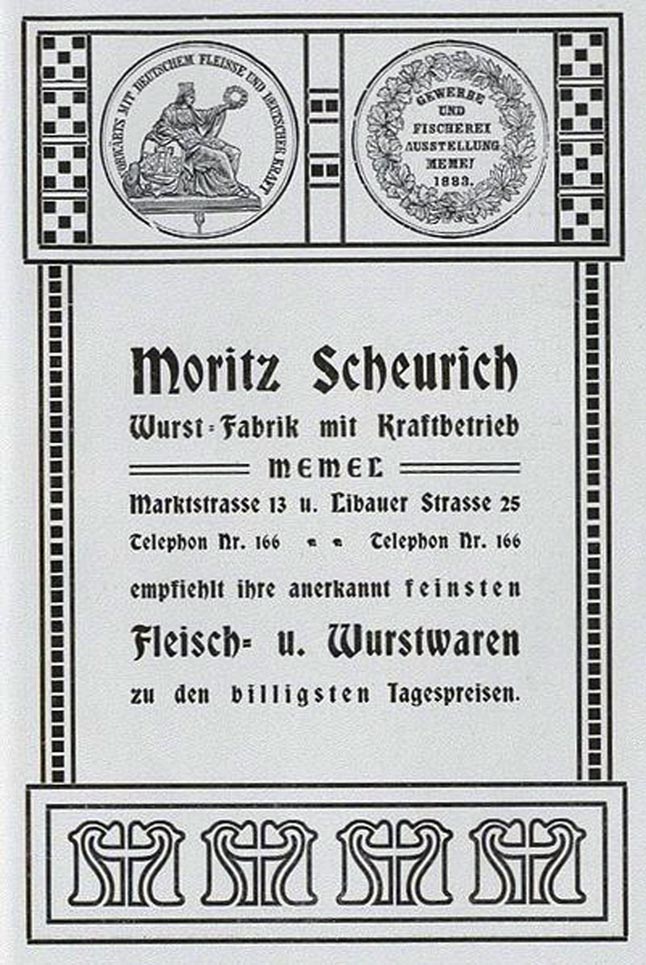 VORWÄRTS MIT DEUTSCHEM FLEISSE UND DEUTSCHER KRAFT
GEWERBE
UND
FISCHEREI
AUSSTELLUNG
MEMEL
1883.
Moritz Scheurich
Wurst-Fabrik mit Kraftbetrieb
MEMEL
Marktstrasse 13 u. Libauer Strasse 25
Telephon Nr. 166 Telephon Nr. 166
empfiehlt ihre anerkannt feinsten
Fleisch- u. Wurstwaren
zu den billigsten Tagespreisen.